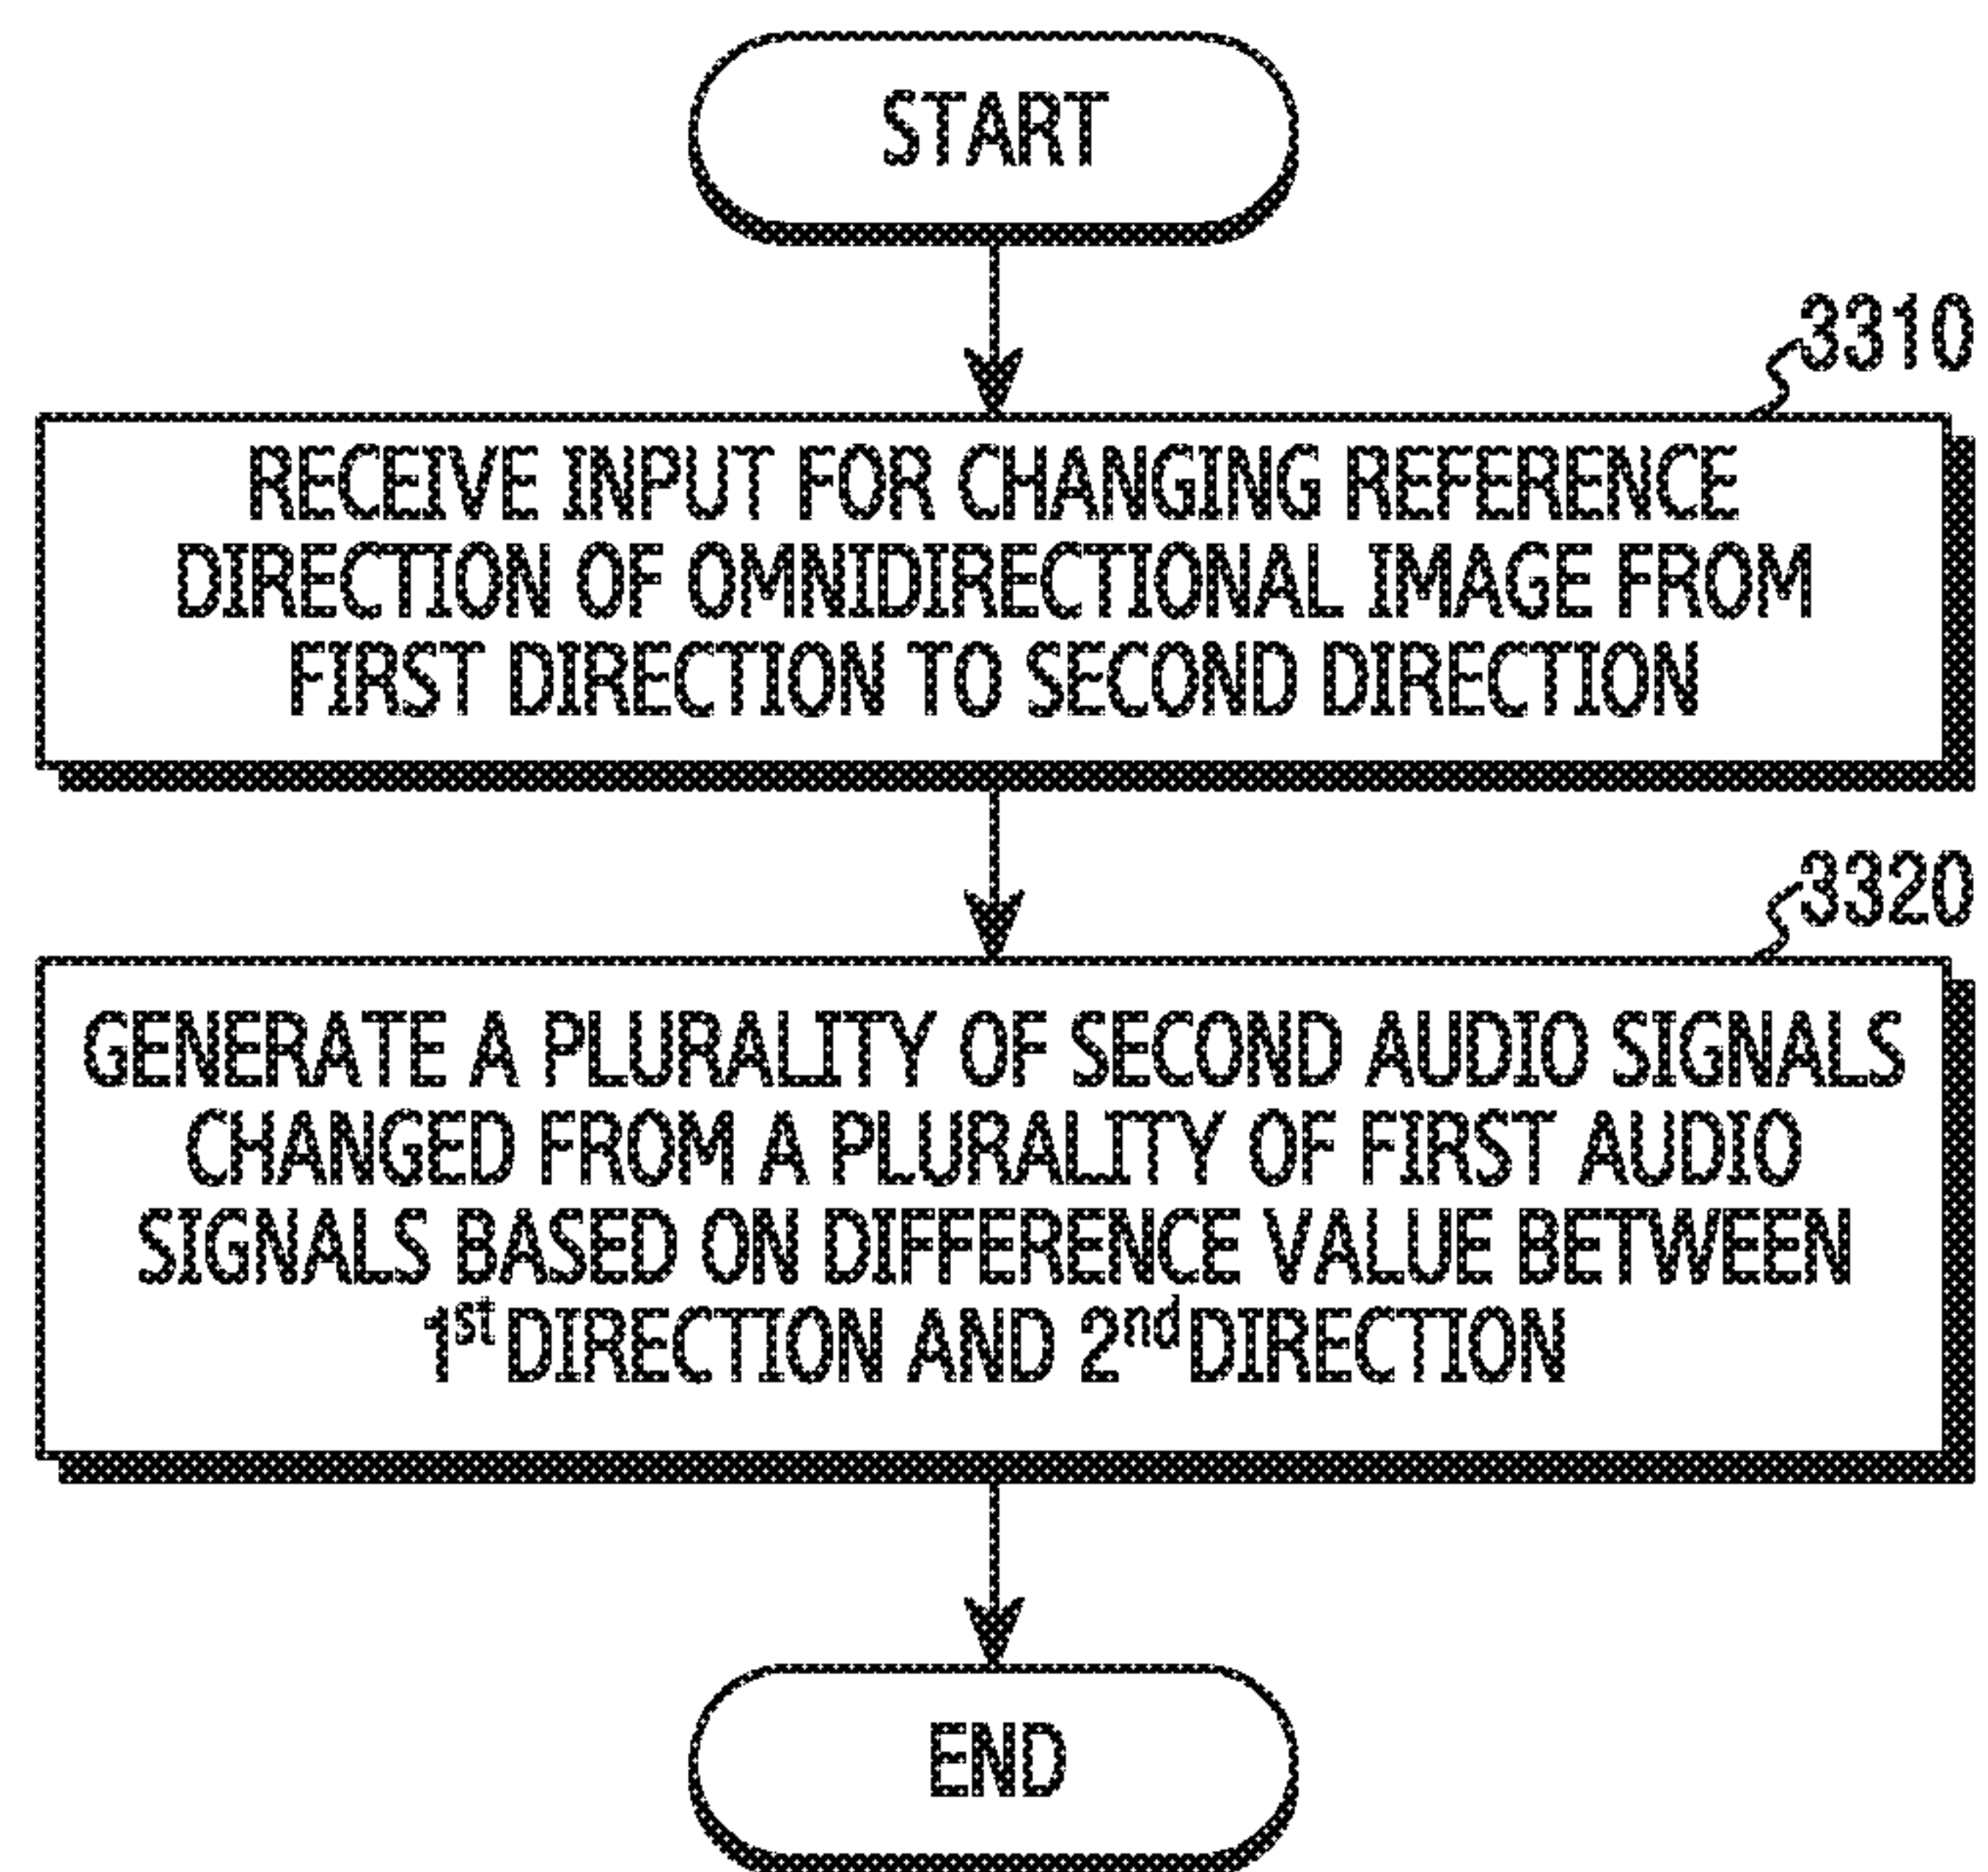 START
3310
RECEIVE INPUT FOR CHANGING REFERENCE
DIRECTION OF OMNIDIRECTIONAL IMAGE FROM
FIRST DIRECTION TO SECOND DIRECTION
3320
GENERATE A PLURALITY OF SECOND AUDIO SIGNALS
CHANGED FROM A PLURALITY OF FIRST AUDIO
SIGNALS BASED ON DIFFERENCE VALUE BETWEEN
1st DIRECTION AND 2nd DIRECTION
END